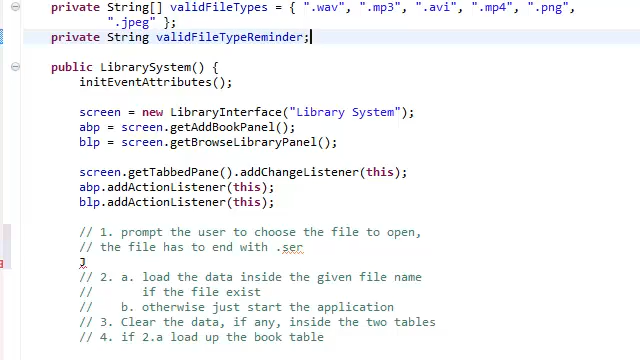 private String[] validFileTypes = { ".wav", ".mp3", ".avi", ".mp4", ".png",
".jpeg" };
private String validFileTypeReminder;
public LibrarySystem() {
initEventAttributes();
screen = new LibraryInterface("Library System");
abp = screen.getAddBookPanel();
blp = screen.getBrowseLibraryPanel();
screen.getTabbedPane().addChangeListener(this);
abp.addActionListener(this);
blp.addActionListener(this);
// 1. prompt the user to choose the file to open,
// the file has to end with .ser
J
// 2. a. load the data inside the given file name
// if the file exist
// b. otherwise just start the application
// 3. Clear the data, if any, inside the two tables
// 4. if 2.a load up the book table